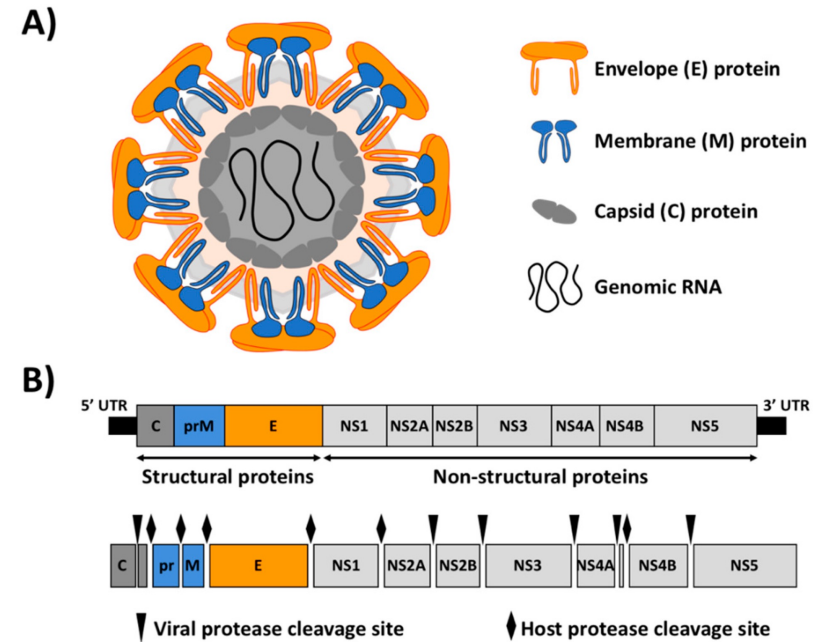 A)
Envelope (E) protein
Membrane (M) protein
Capsid (C) protein
Genomic RNA
B)
5’ UTR
3’ UTR
C prM E NS1 NS2A NS2B NS3 NS4A NS4B NS5
Structural proteins Non-structural proteins
C pr M E NS1 NS2A NS2B NS3 NS4A NS4B NS5
Viral protease cleavage site Host protease cleavage site